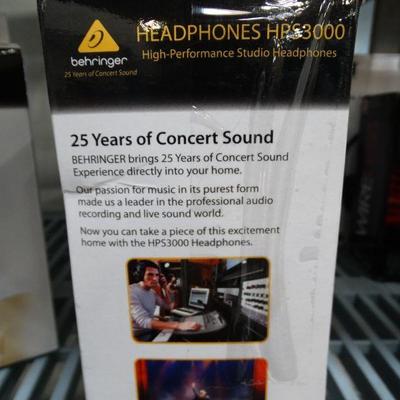 HEADPHONES HPS3000
High-Performance Studio Headphones
behringer
25 Years of Concert Sound
25 Years of Concert Sound
BEHRINGER brings 25 Years of Concert Sound
Experience directly into your home.
Our passion for music in its purest form
made us a leader in the professional audio
recording and live sound world.
Now you can take a piece of this excitement
home with the HPS3000 Headphones.